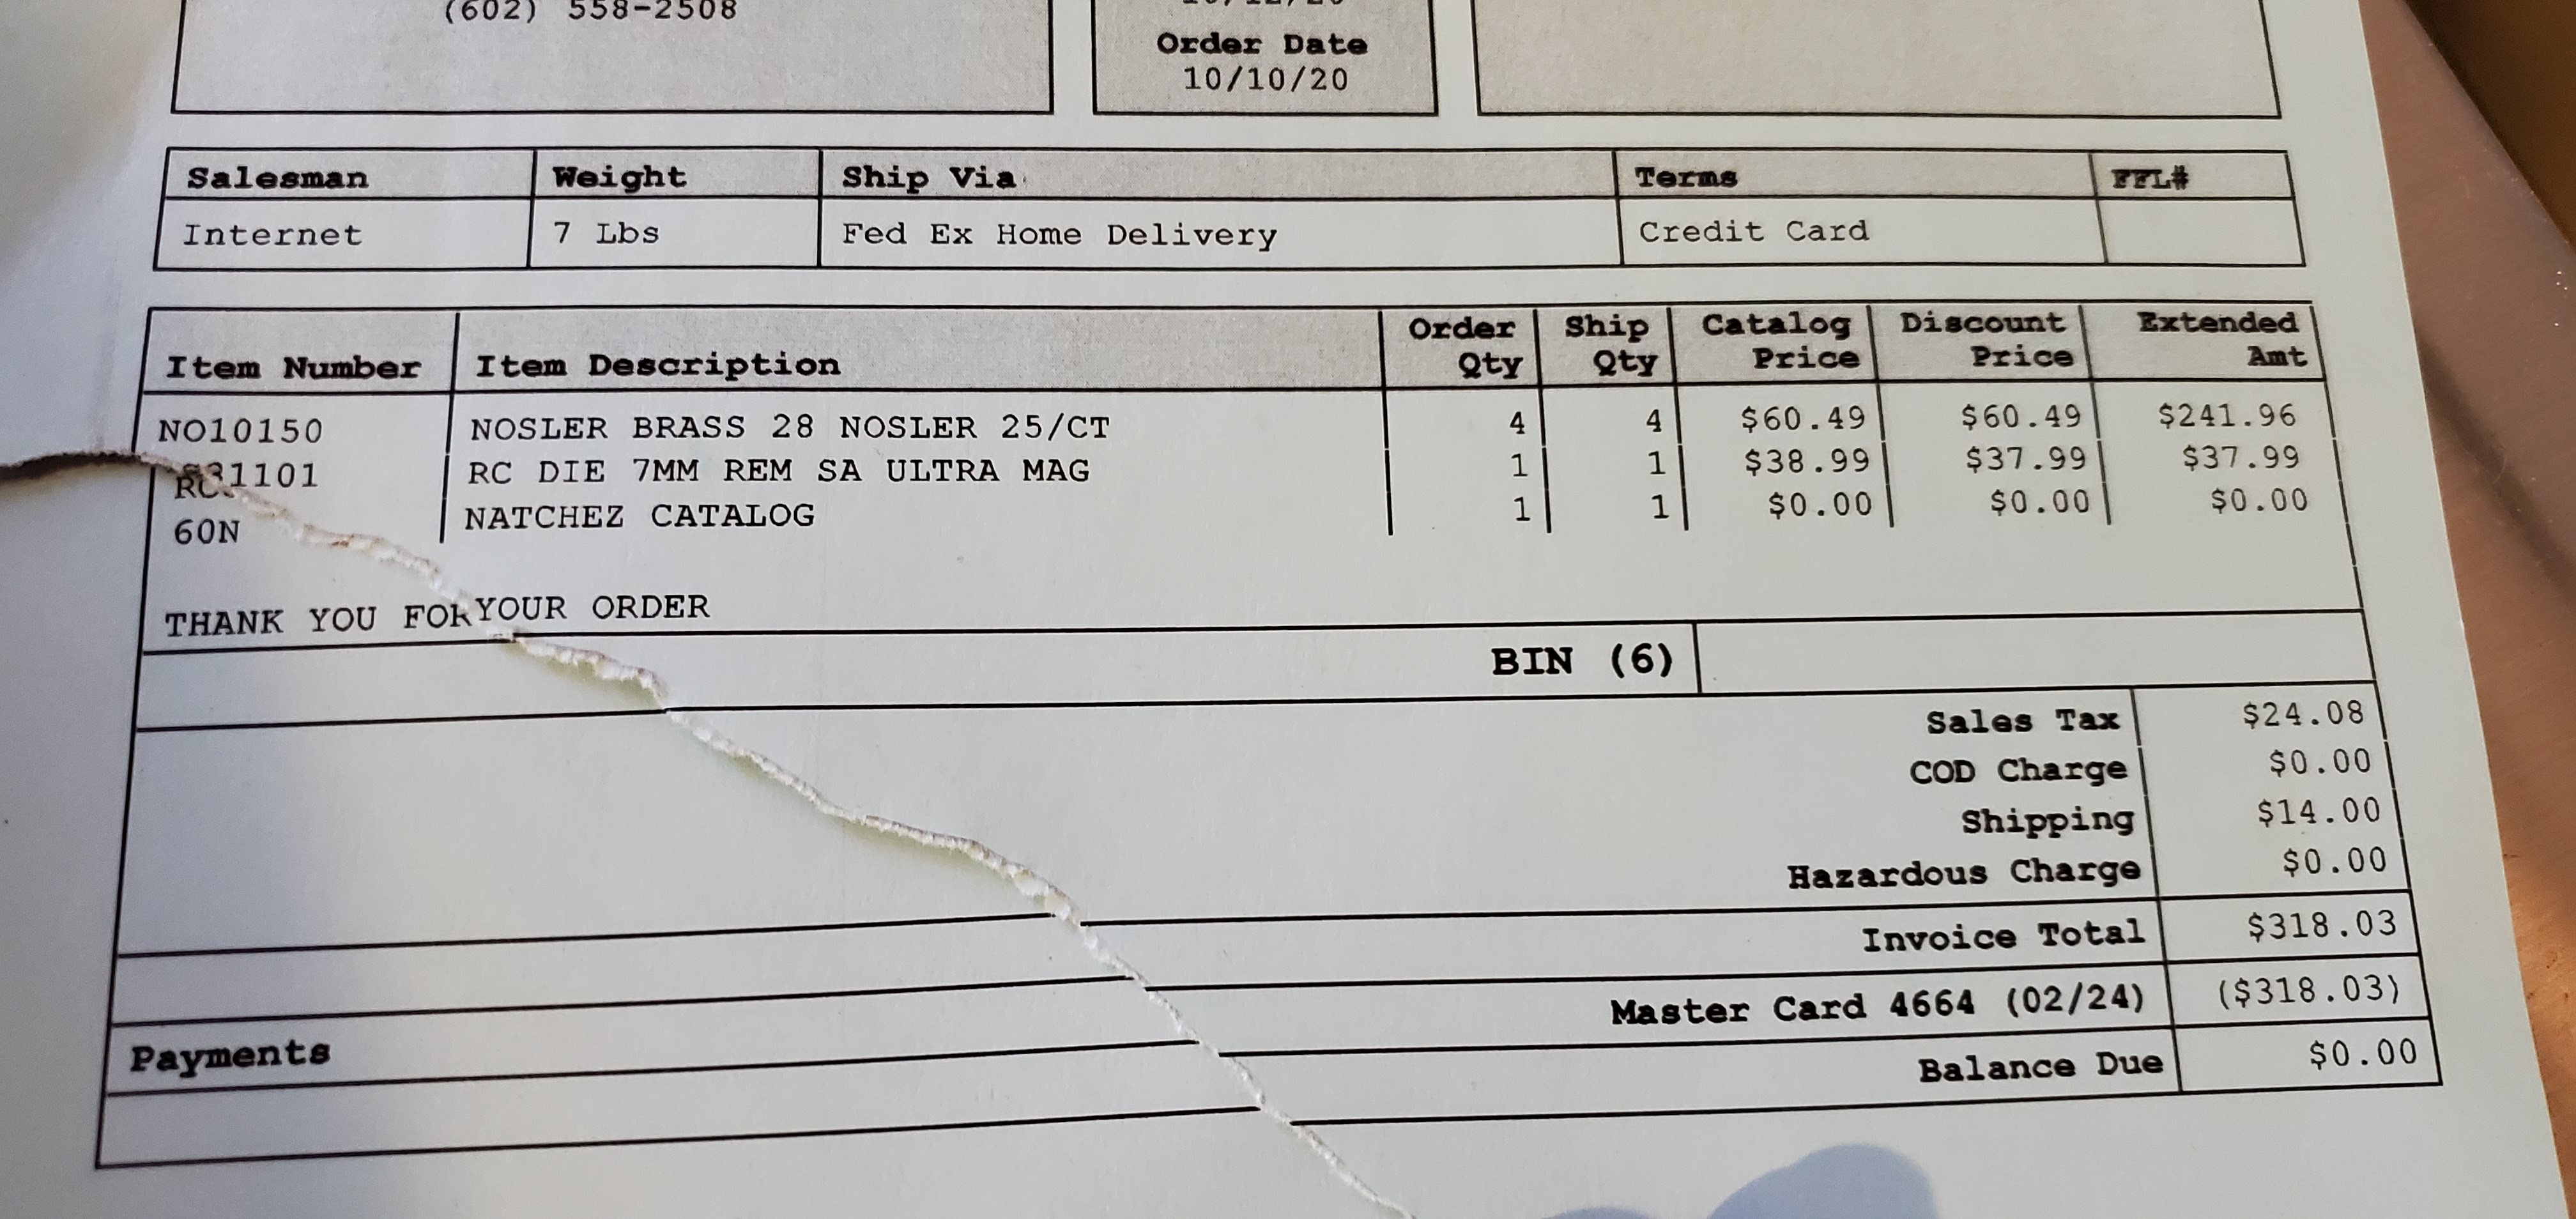 (602) 558-2508
Order Date
10/10/20
Salesman Weight Ship Via Terms FFL#
Internet 7 Lbs Fed Ex Home Delivery Credit Card
Item Number Item Description Order Qty Ship Qty Catalog Price Discount Price Extended Amt
NO10150 NOSLER BRASS 28 NOSLER 25/CT 4 4 $60.49 $60.49 $241.96
RC DIE 7MM REM SA ULTRA MAG 1 1 $38.99 $37.99 $37.99
60N NATCHEZ CATALOG 1 1 $0.00 $0.00 $0.00
THANK YOU FOR YOUR ORDER
BIN (6)
Sales Tax $24.08
COD Charge $0.00
Shipping $14.00
Hazardous Charge $0.00
Invoice Total $318.03
Master Card 4664 (02/24) ($318.03)
Payments
Balance Due $0.00